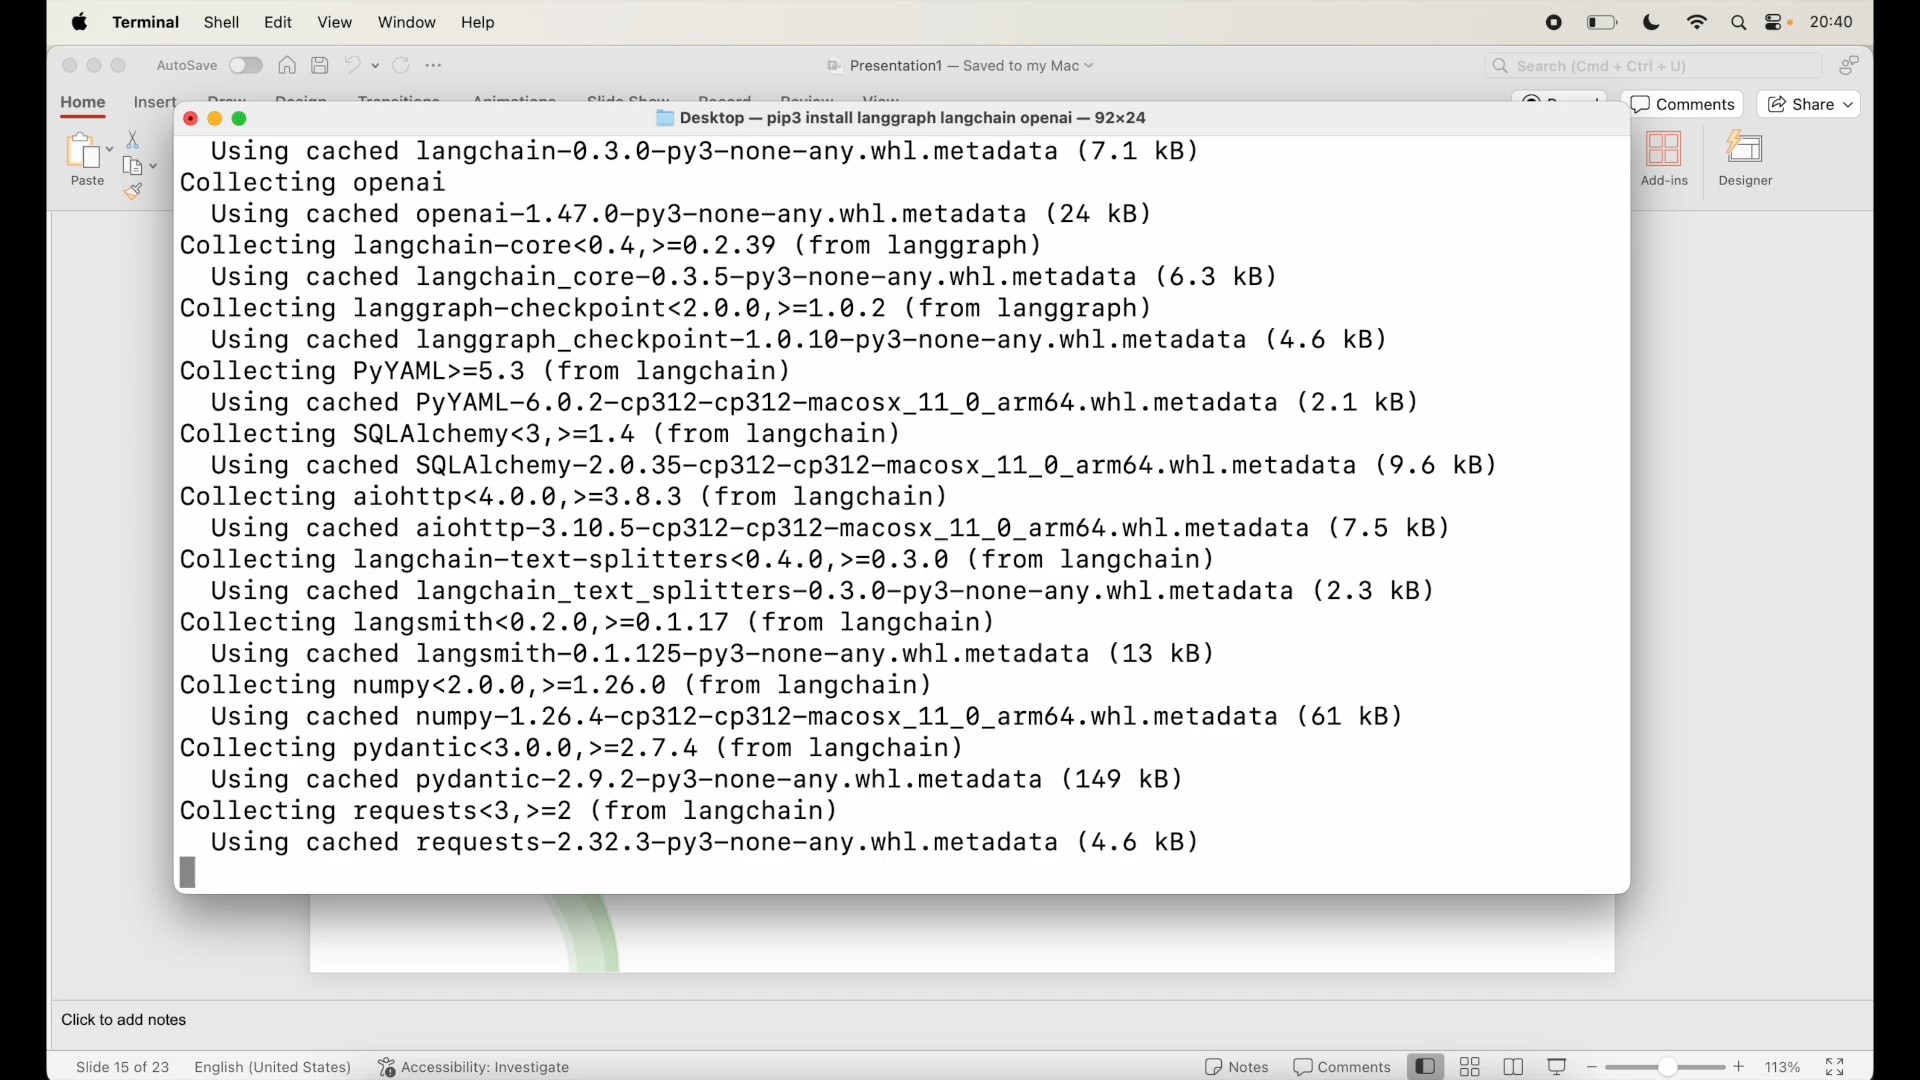 Terminal Shell Edit View Window Help 20:40
AutoSave Presentation1 — Saved to my Mac Search (Cmd + Ctrl + U)
Home Insert Draw Design Transitions Animations Slide Show Record Review View Comments Share
Desktop — pip3 install langgraph langchain openai — 92×24
Paste Add-ins Designer
Using cached langchain-0.3.0-py3-none-any.whl.metadata (7.1 kB)
Collecting openai
Using cached openai-1.47.0-py3-none-any.whl.metadata (24 kB)
Collecting langchain-core<0.4,>=0.2.39 (from langgraph)
Using cached langchain_core-0.3.5-py3-none-any.whl.metadata (6.3 kB)
Collecting langgraph-checkpoint<2.0.0,>=1.0.2 (from langgraph)
Using cached langgraph_checkpoint-1.0.10-py3-none-any.whl.metadata (4.6 kB)
Collecting PyYAML>=5.3 (from langchain)
Using cached PyYAML-6.0.2-cp312-cp312-macosx_11_0_arm64.whl.metadata (2.1 kB)
Collecting SQLAlchemy<3,>=1.4 (from langchain)
Using cached SQLAlchemy-2.0.35-cp312-cp312-macosx_11_0_arm64.whl.metadata (9.6 kB)
Collecting aiohttp<4.0.0,>=3.8.3 (from langchain)
Using cached aiohttp-3.10.5-cp312-cp312-macosx_11_0_arm64.whl.metadata (7.5 kB)
Collecting langchain-text-splitters<0.4.0,>=0.3.0 (from langchain)
Using cached langchain_text_splitters-0.3.0-py3-none-any.whl.metadata (2.3 kB)
Collecting langsmith<0.2.0,>=0.1.17 (from langchain)
Using cached langsmith-0.1.125-py3-none-any.whl.metadata (13 kB)
Collecting numpy<2.0.0,>=1.26.0 (from langchain)
Using cached numpy-1.26.4-cp312-cp312-macosx_11_0_arm64.whl.metadata (61 kB)
Collecting pydantic<3.0.0,>=2.7.4 (from langchain)
Using cached pydantic-2.9.2-py3-none-any.whl.metadata (149 kB)
Collecting requests<3,>=2 (from langchain)
Using cached requests-2.32.3-py3-none-any.whl.metadata (4.6 kB)
Click to add notes
Slide 15 of 23 English (United States) Accessibility: Investigate Notes Comments 113%